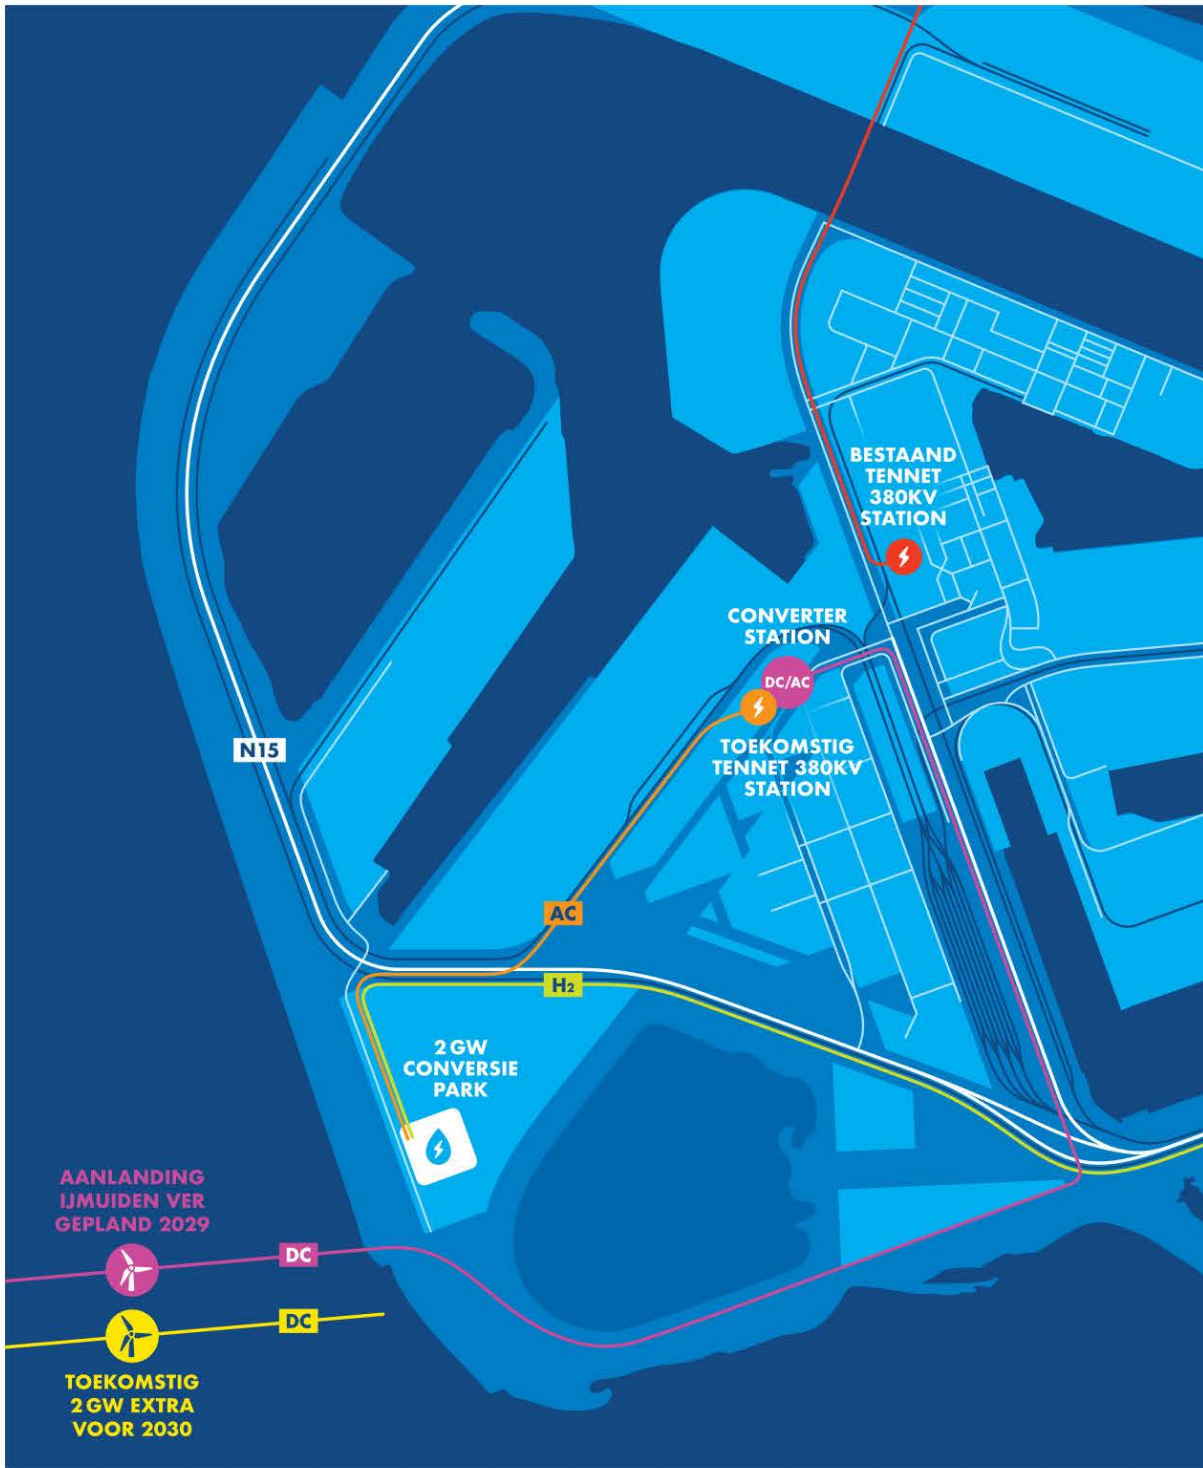 BESTAAND
TENNET
380KV
STATION
CONVERTER
STATION
DC/AC
TOEKOMSTIG
TENNET 380KV
STATION
N15
AC
H₂
2 GW
CONVERSIE
PARK
AANLANDING
IJMUIDEN VER
GEPLAND 2029
DC
DC
TOEKOMSTIG
2 GW EXTRA
VOOR 2030